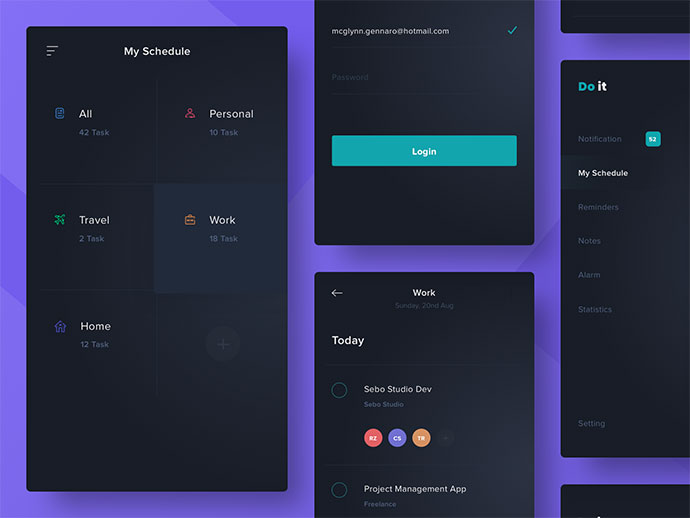 My Schedule
All
42 Task
Personal
10 Task
Travel
2 Task
Work
18 Task
Home
12 Task
mcglynn.gennaro@hotmail.com
Password
Login
Work
Sunday, 20nd Aug
Today
Sebo Studio Dev
Sebo Studio
RZ
CS
TR
Project Management App
Freelance
Do it
Notification
52
My Schedule
Reminders
Notes
Alarm
Statistics
Setting